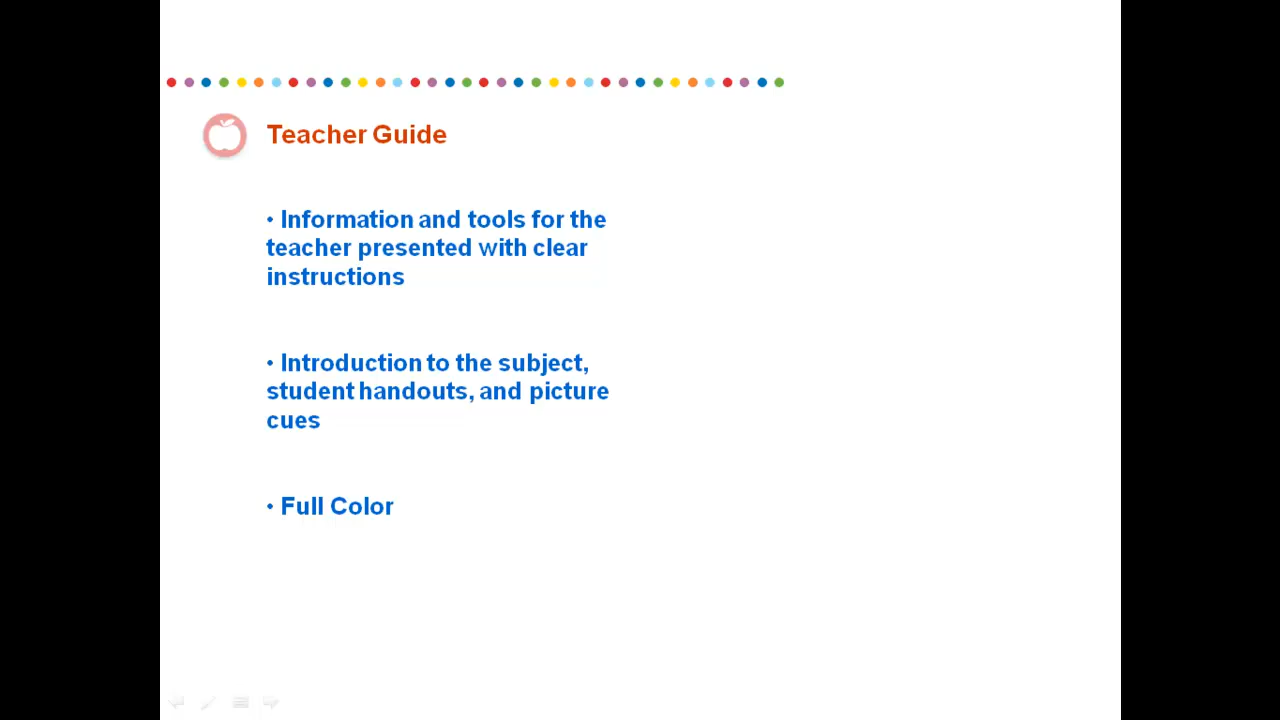 Teacher Guide
• Information and tools for the
teacher presented with clear
instructions
• Introduction to the subject,
student handouts, and picture
cues
• Full Color